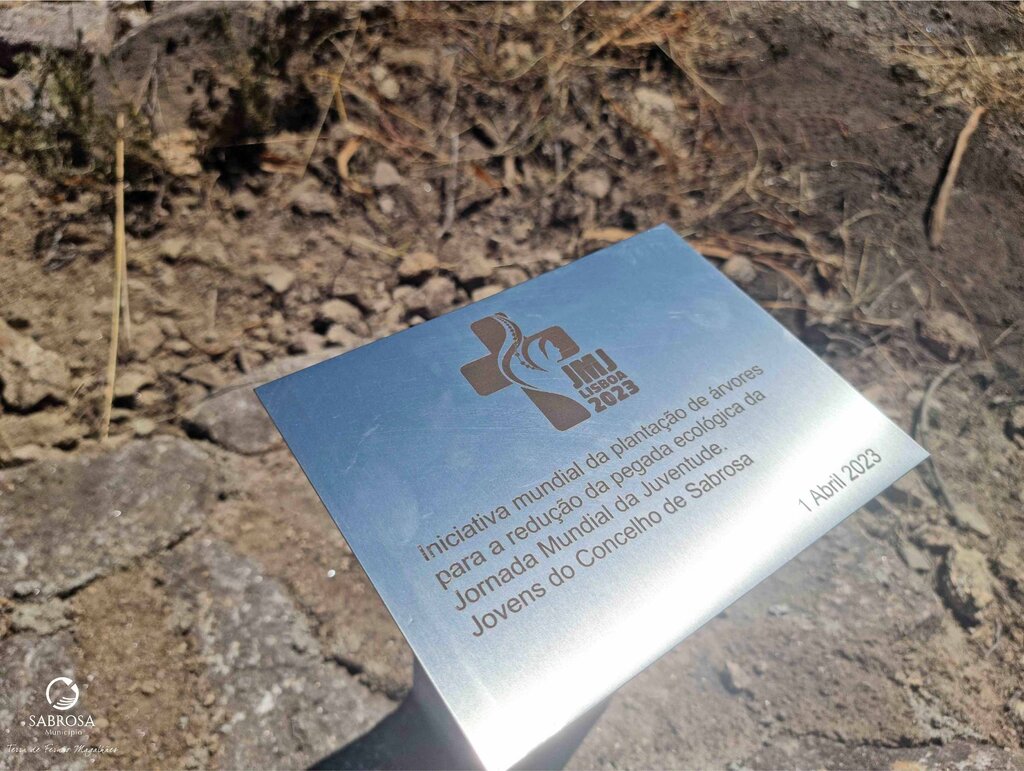 JMJ
LISBOA
2023
Iniciativa mundial da plantação de árvores
para a redução da pegada ecológica da
Jornada Mundial da Juventude.
Jovens do Concelho de Sabrosa
1 Abril 2023
SABROSA
Município
Terra de Fernão Magalhães